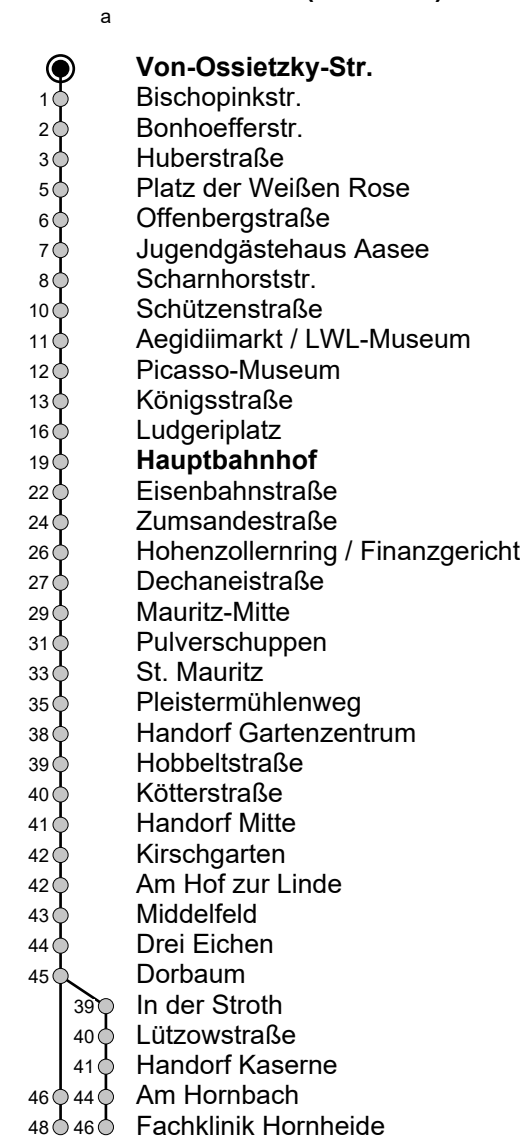 a
Von-Ossietzky-Str.
1 Bischopinkstr.
2 Bonhoefferstr.
3 Huberstraße
5 Platz der Weißen Rose
6 Offenbergstraße
7 Jugendgästehaus Aasee
8 Scharnhorststr.
10 Schützenstraße
11 Aegidiimarkt / LWL-Museum
12 Picasso-Museum
13 Königsstraße
16 Ludgeriplatz
19 Hauptbahnhof
22 Eisenbahnstraße
24 Zumsandestraße
26 Hohenzollernring / Finanzgericht
27 Dechaneistraße
29 Mauritz-Mitte
31 Pulverschuppen
33 St. Mauritz
35 Pleistermühlenweg
38 Handorf Gartenzentrum
39 Hobbeltstraße
40 Kötterstraße
41 Handorf Mitte
42 Kirschgarten
42 Am Hof zur Linde
43 Middelfeld
44 Drei Eichen
45 Dorbaum
39 In der Stroth
40 Lützowstraße
41 Handorf Kaserne
46 44 Am Hornbach
48 46 Fachklinik Hornheide